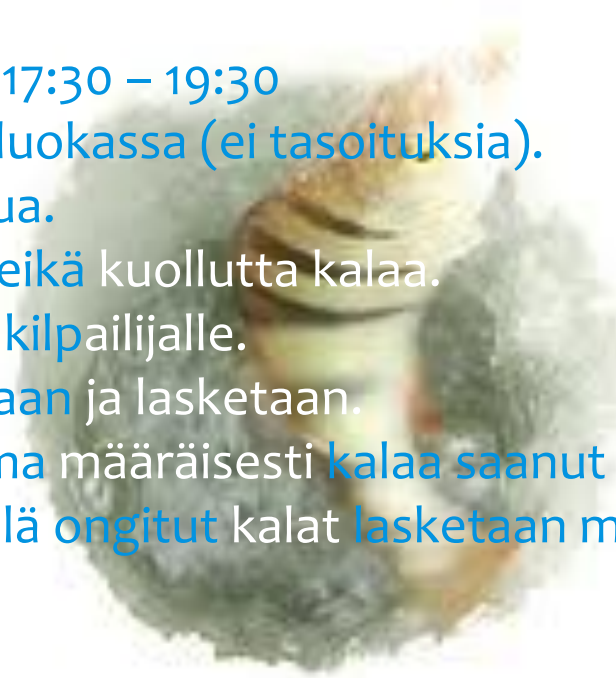 17:30 – 19:30
luokassa (ei tasoituksia).
ua.
eikä kuollutta kalaa.
kilpailijalle.
aan ja lasketaan.
ma määräisesti kalaa saanut
lä ongitut kalat lasketaan m